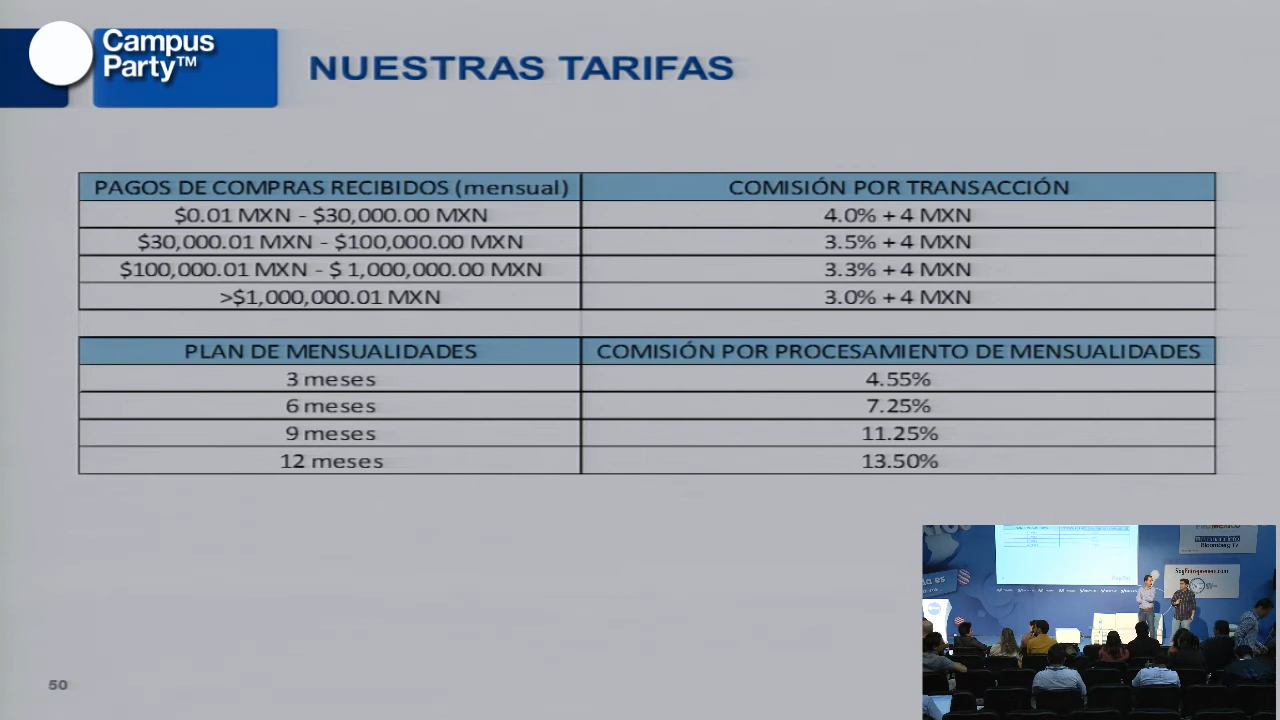 Campus
Party™
NUESTRAS TARIFAS
PAGOS DE COMPRAS RECIBIDOS (mensual) COMISIÓN POR TRANSACCIÓN
$0.01 MXN - $30,000.00 MXN 4.0% + 4 MXN
$30,000.01 MXN - $100,000.00 MXN 3.5% + 4 MXN
$100,000.01 MXN - $ 1,000,000.00 MXN 3.3% + 4 MXN
>$1,000,000.01 MXN 3.0% + 4 MXN
PLAN DE MENSUALIDADES COMISIÓN POR PROCESAMIENTO DE MENSUALIDADES
3 meses 4.55%
6 meses 7.25%
9 meses 11.25%
12 meses 13.50%
Bloomberg TV
SoyEntrepreneur.com
50